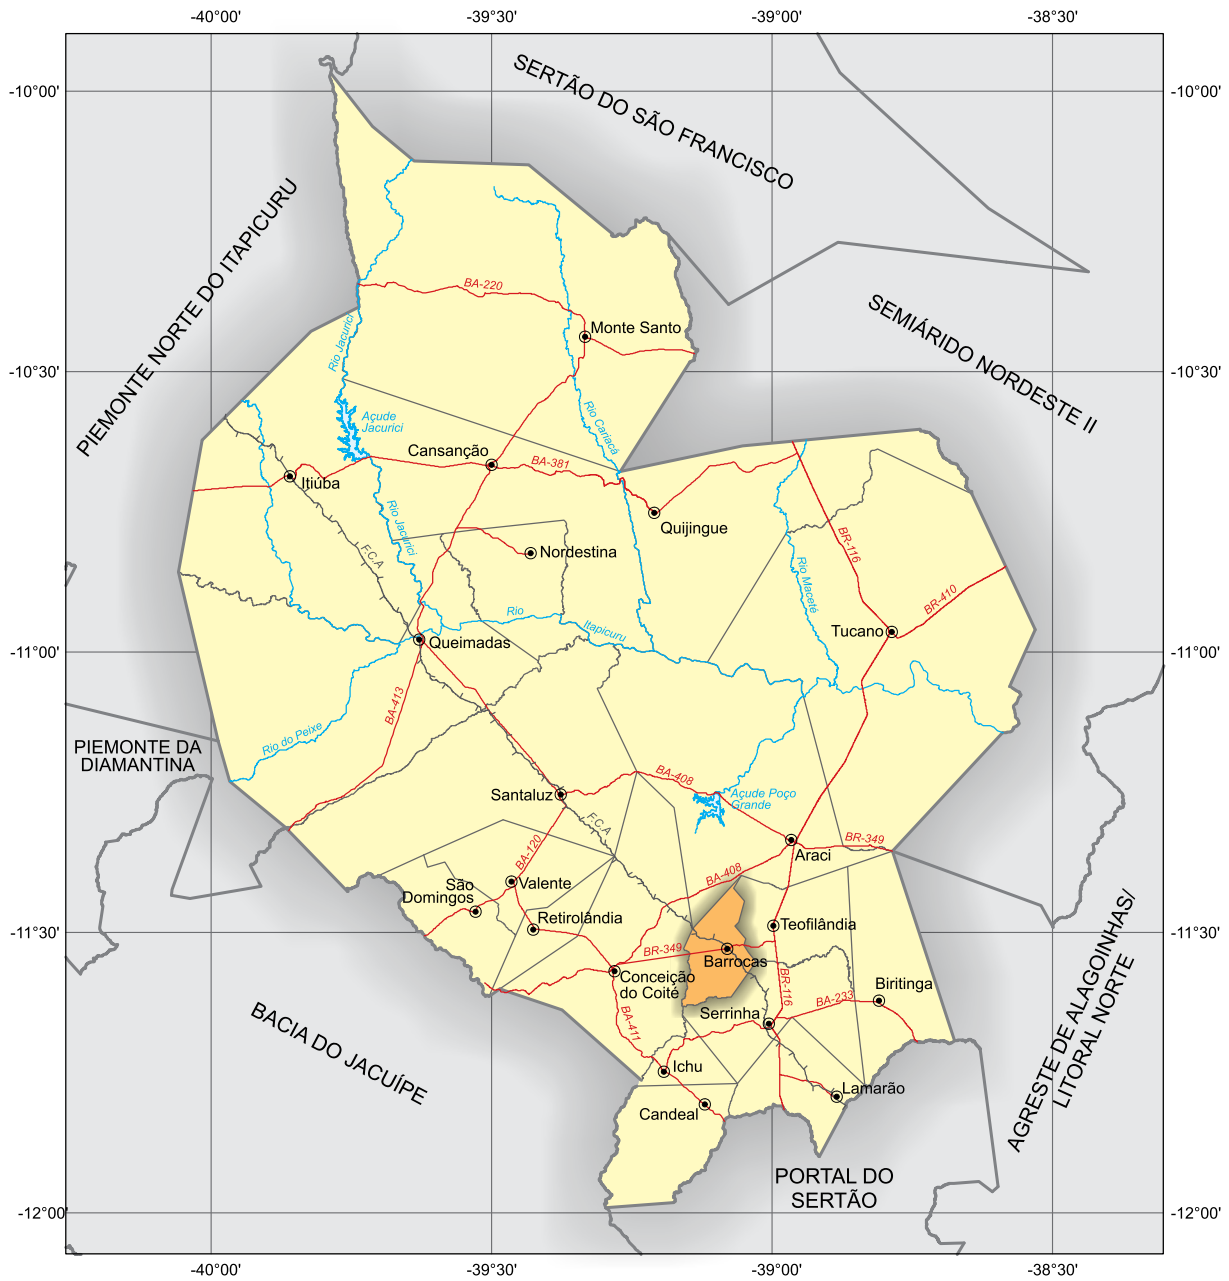 -40°00'
-39°30'
-39°00'
-38°30'
-10°00'
-10°00'
SERTÃO DO SÃO FRANCISCO
PIEMONTE NORTE DO ITAPICURU
BA-220
SEMIÁRIDO NORDESTE II
Monte Santo
Rio Jacurici
-10°30'
-10°30'
Açude
Jacurici
Rio Cariacá
Cansanção
BA-381
Itiúba
Quijingue
Rio Jacurici
F.C.A
Nordestina
BR-116
Rio Maceté
BR-410
Rio
Itapicuru
Tucano
Queimadas
-11°00'
-11°00'
BA-413
Rio do Peixe
PIEMONTE DA
DIAMANTINA
BA-408
Santaluz
Açude Poço
Grande
F.C.A
BR-349
Araci
BA-120
BA-408
Valente
São
Domingos
Retirolândia
Teofilândia
-11°30'
-11°30'
BR-349
Barrocas
Conceição
do Coité
BR-116
Biritinga
BA-233
Serrinha
BA-411
BACIA DO JACUÍPE
AGRESTE DE ALAGOINHAS/
LITORAL NORTE
Ichu
Lamarão
Candeal
PORTAL DO
SERTÃO
-12°00'
-12°00'
-40°00'
-39°30'
-39°00'
-38°30'